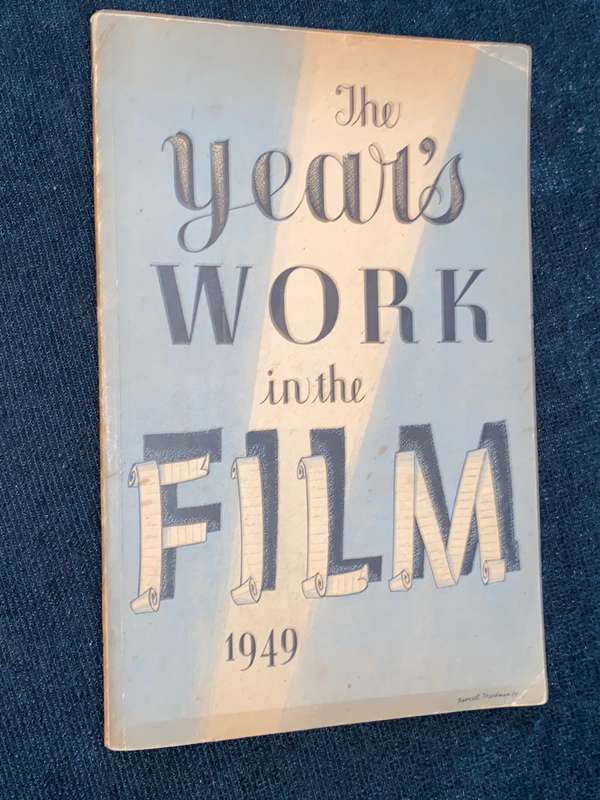 The
Year's
WORK
in the
FILM
1949